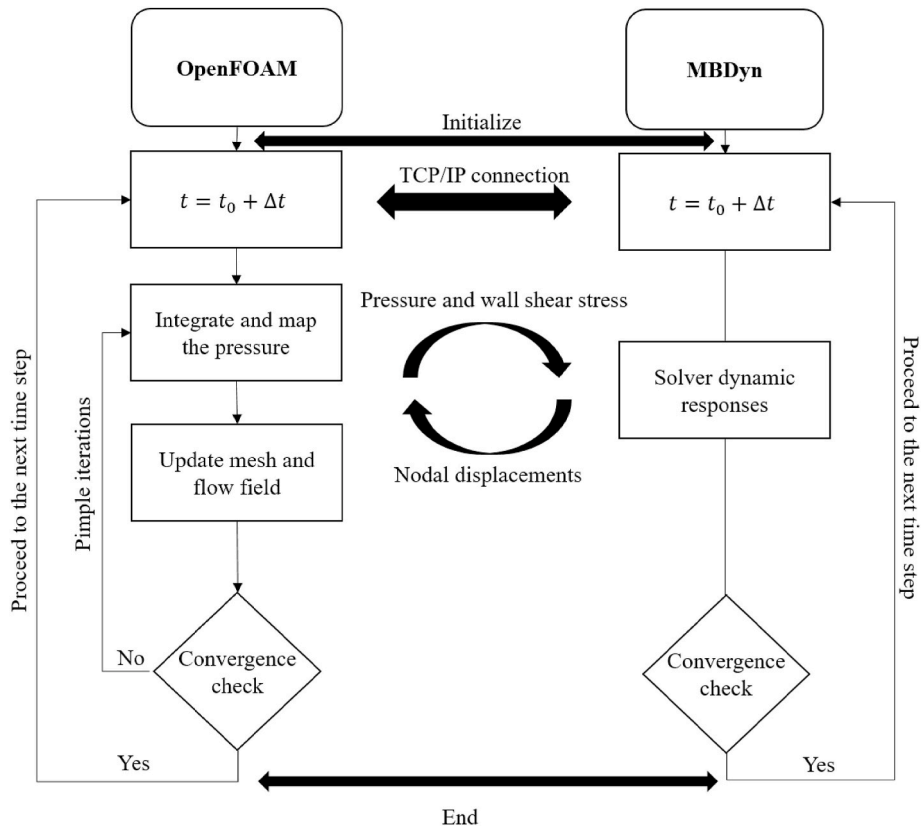 OpenFOAM
MBDyn
Initialize
TCP/IP connection
t = t₀ + Δt
t = t₀ + Δt
Pressure and wall shear stress
Integrate and map
the pressure
Solver dynamic
responses
Update mesh and
flow field
Nodal displacements
Proceed to the next time step
Pimple iterations
Proceed to the next time step
No
Convergence
check
Convergence
check
Yes
Yes
End